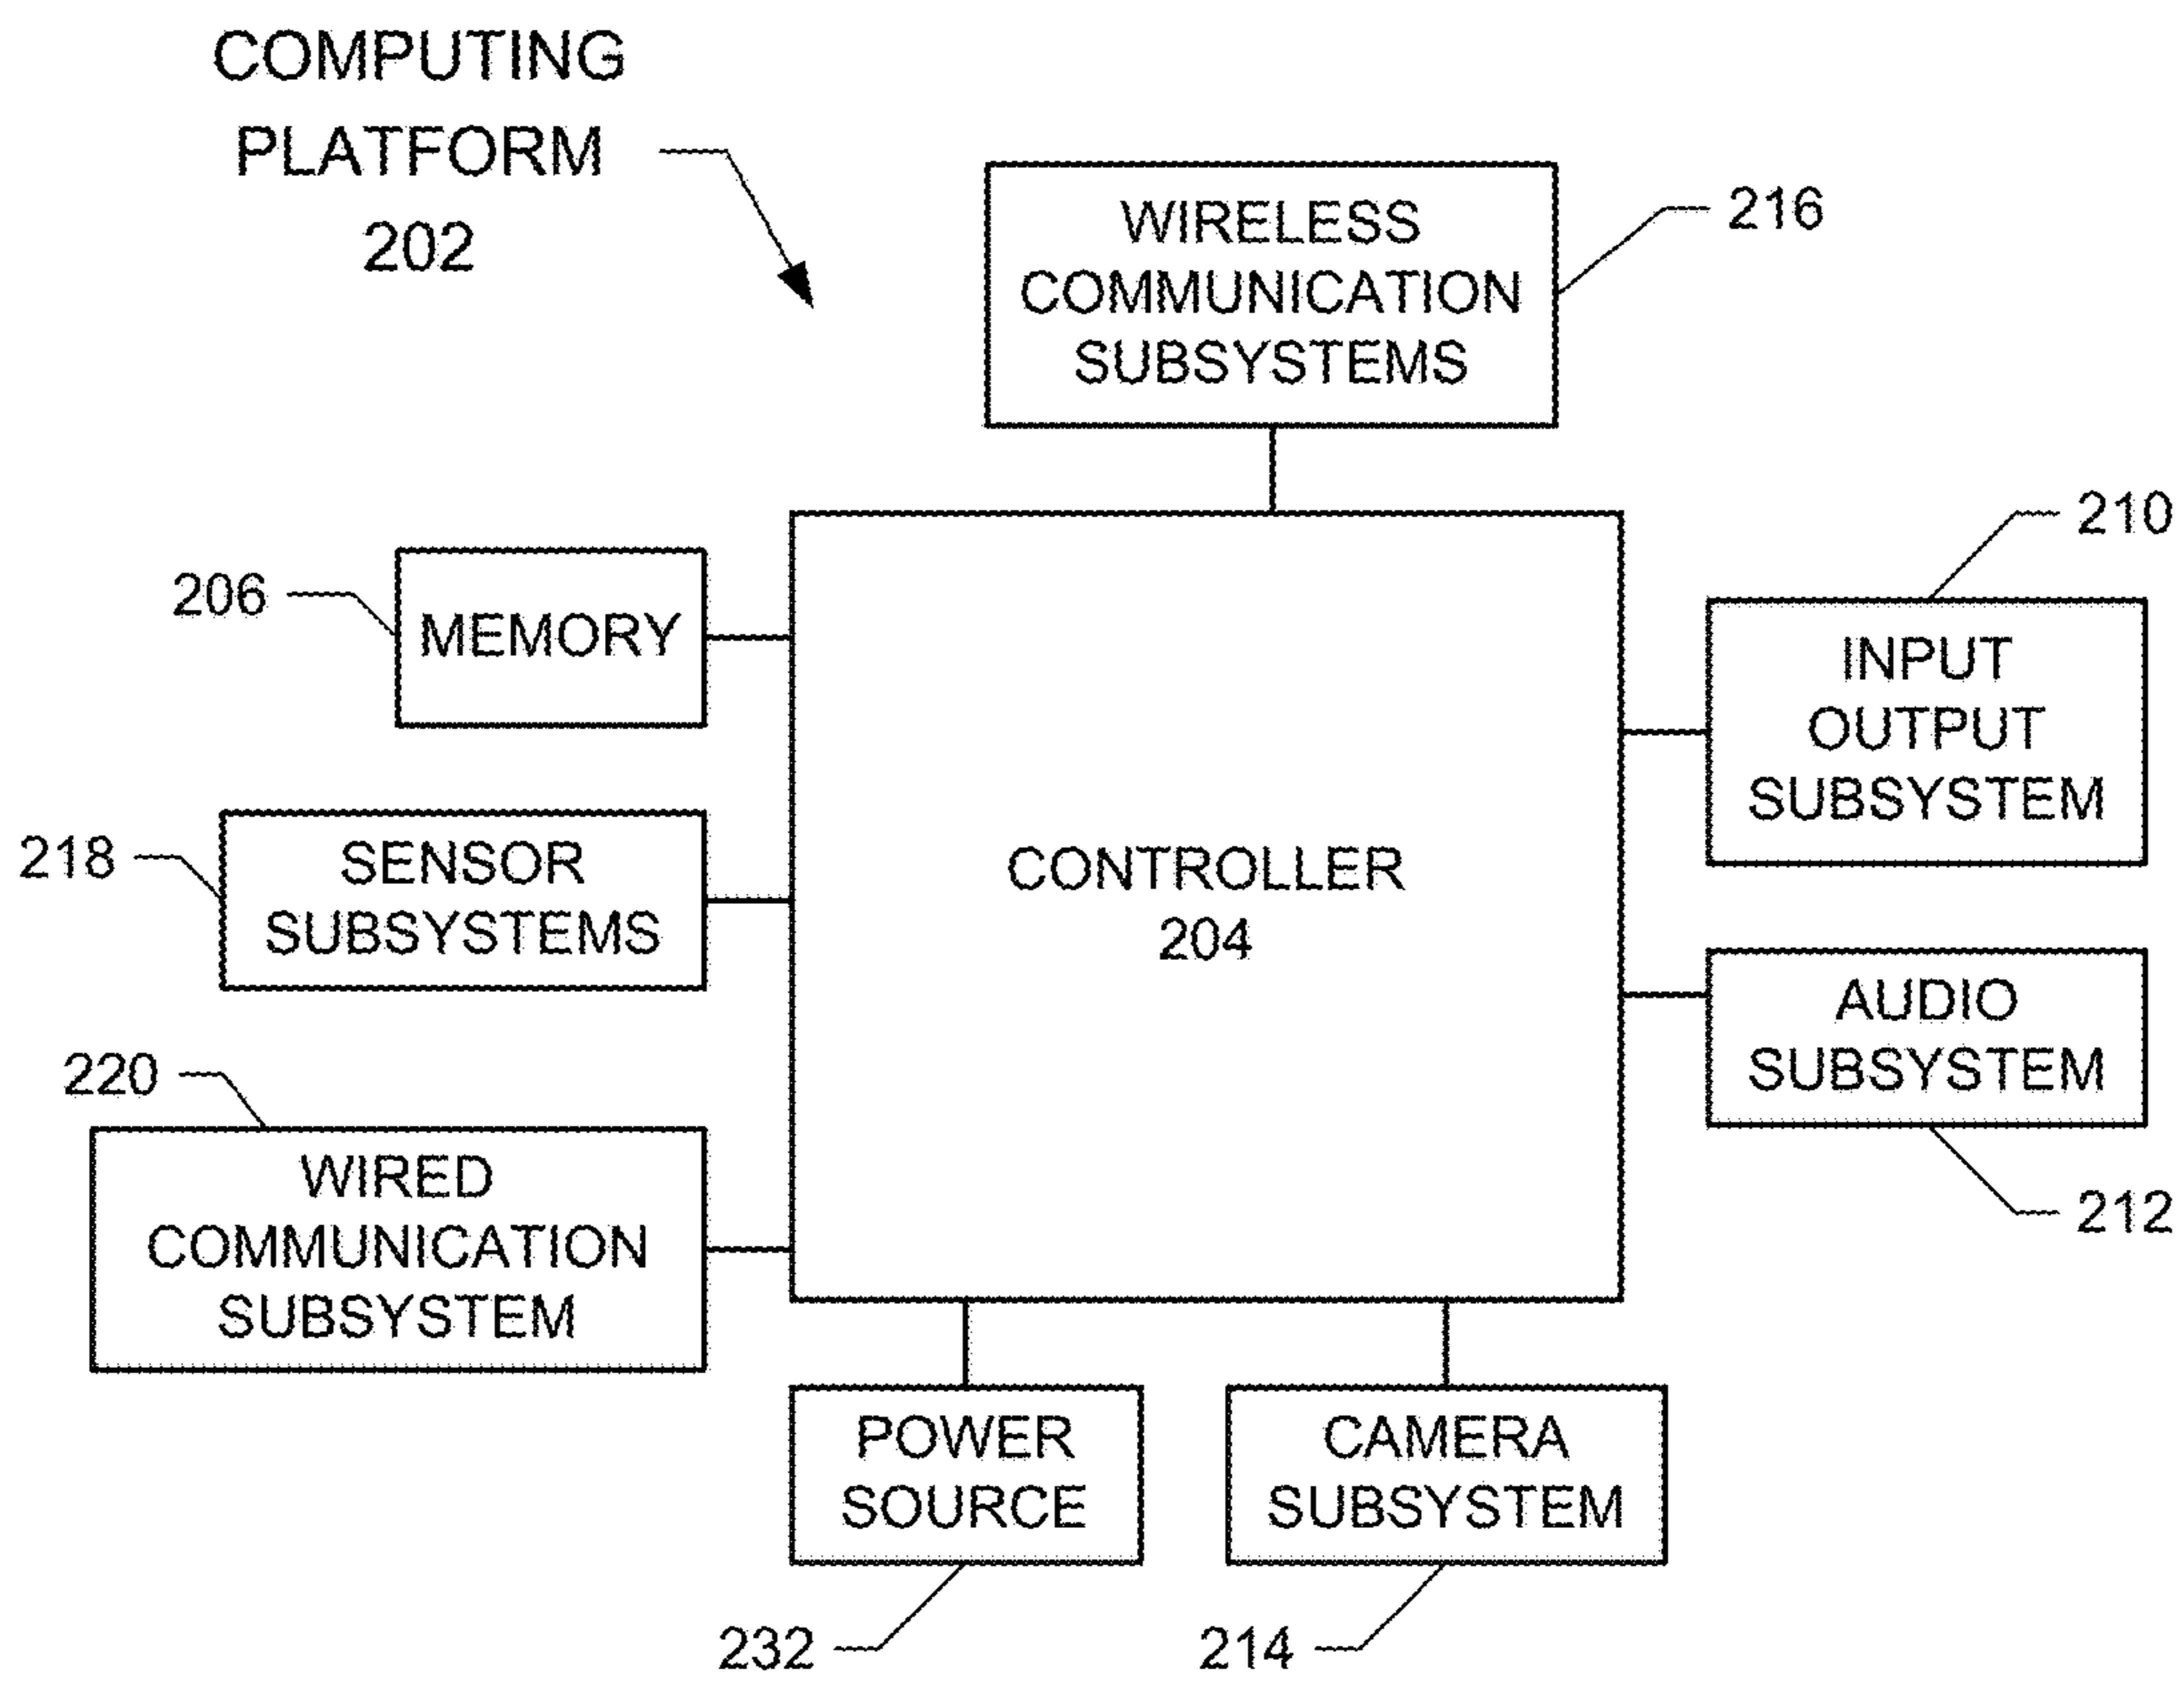 COMPUTING
PLATFORM
202
WIRELESS
COMMUNICATION
SUBSYSTEMS
216
210
206
MEMORY
INPUT
OUTPUT
SUBSYSTEM
218
SENSOR
SUBSYSTEMS
CONTROLLER
204
AUDIO
SUBSYSTEM
212
220
WIRED
COMMUNICATION
SUBSYSTEM
POWER
SOURCE
232
CAMERA
SUBSYSTEM
214